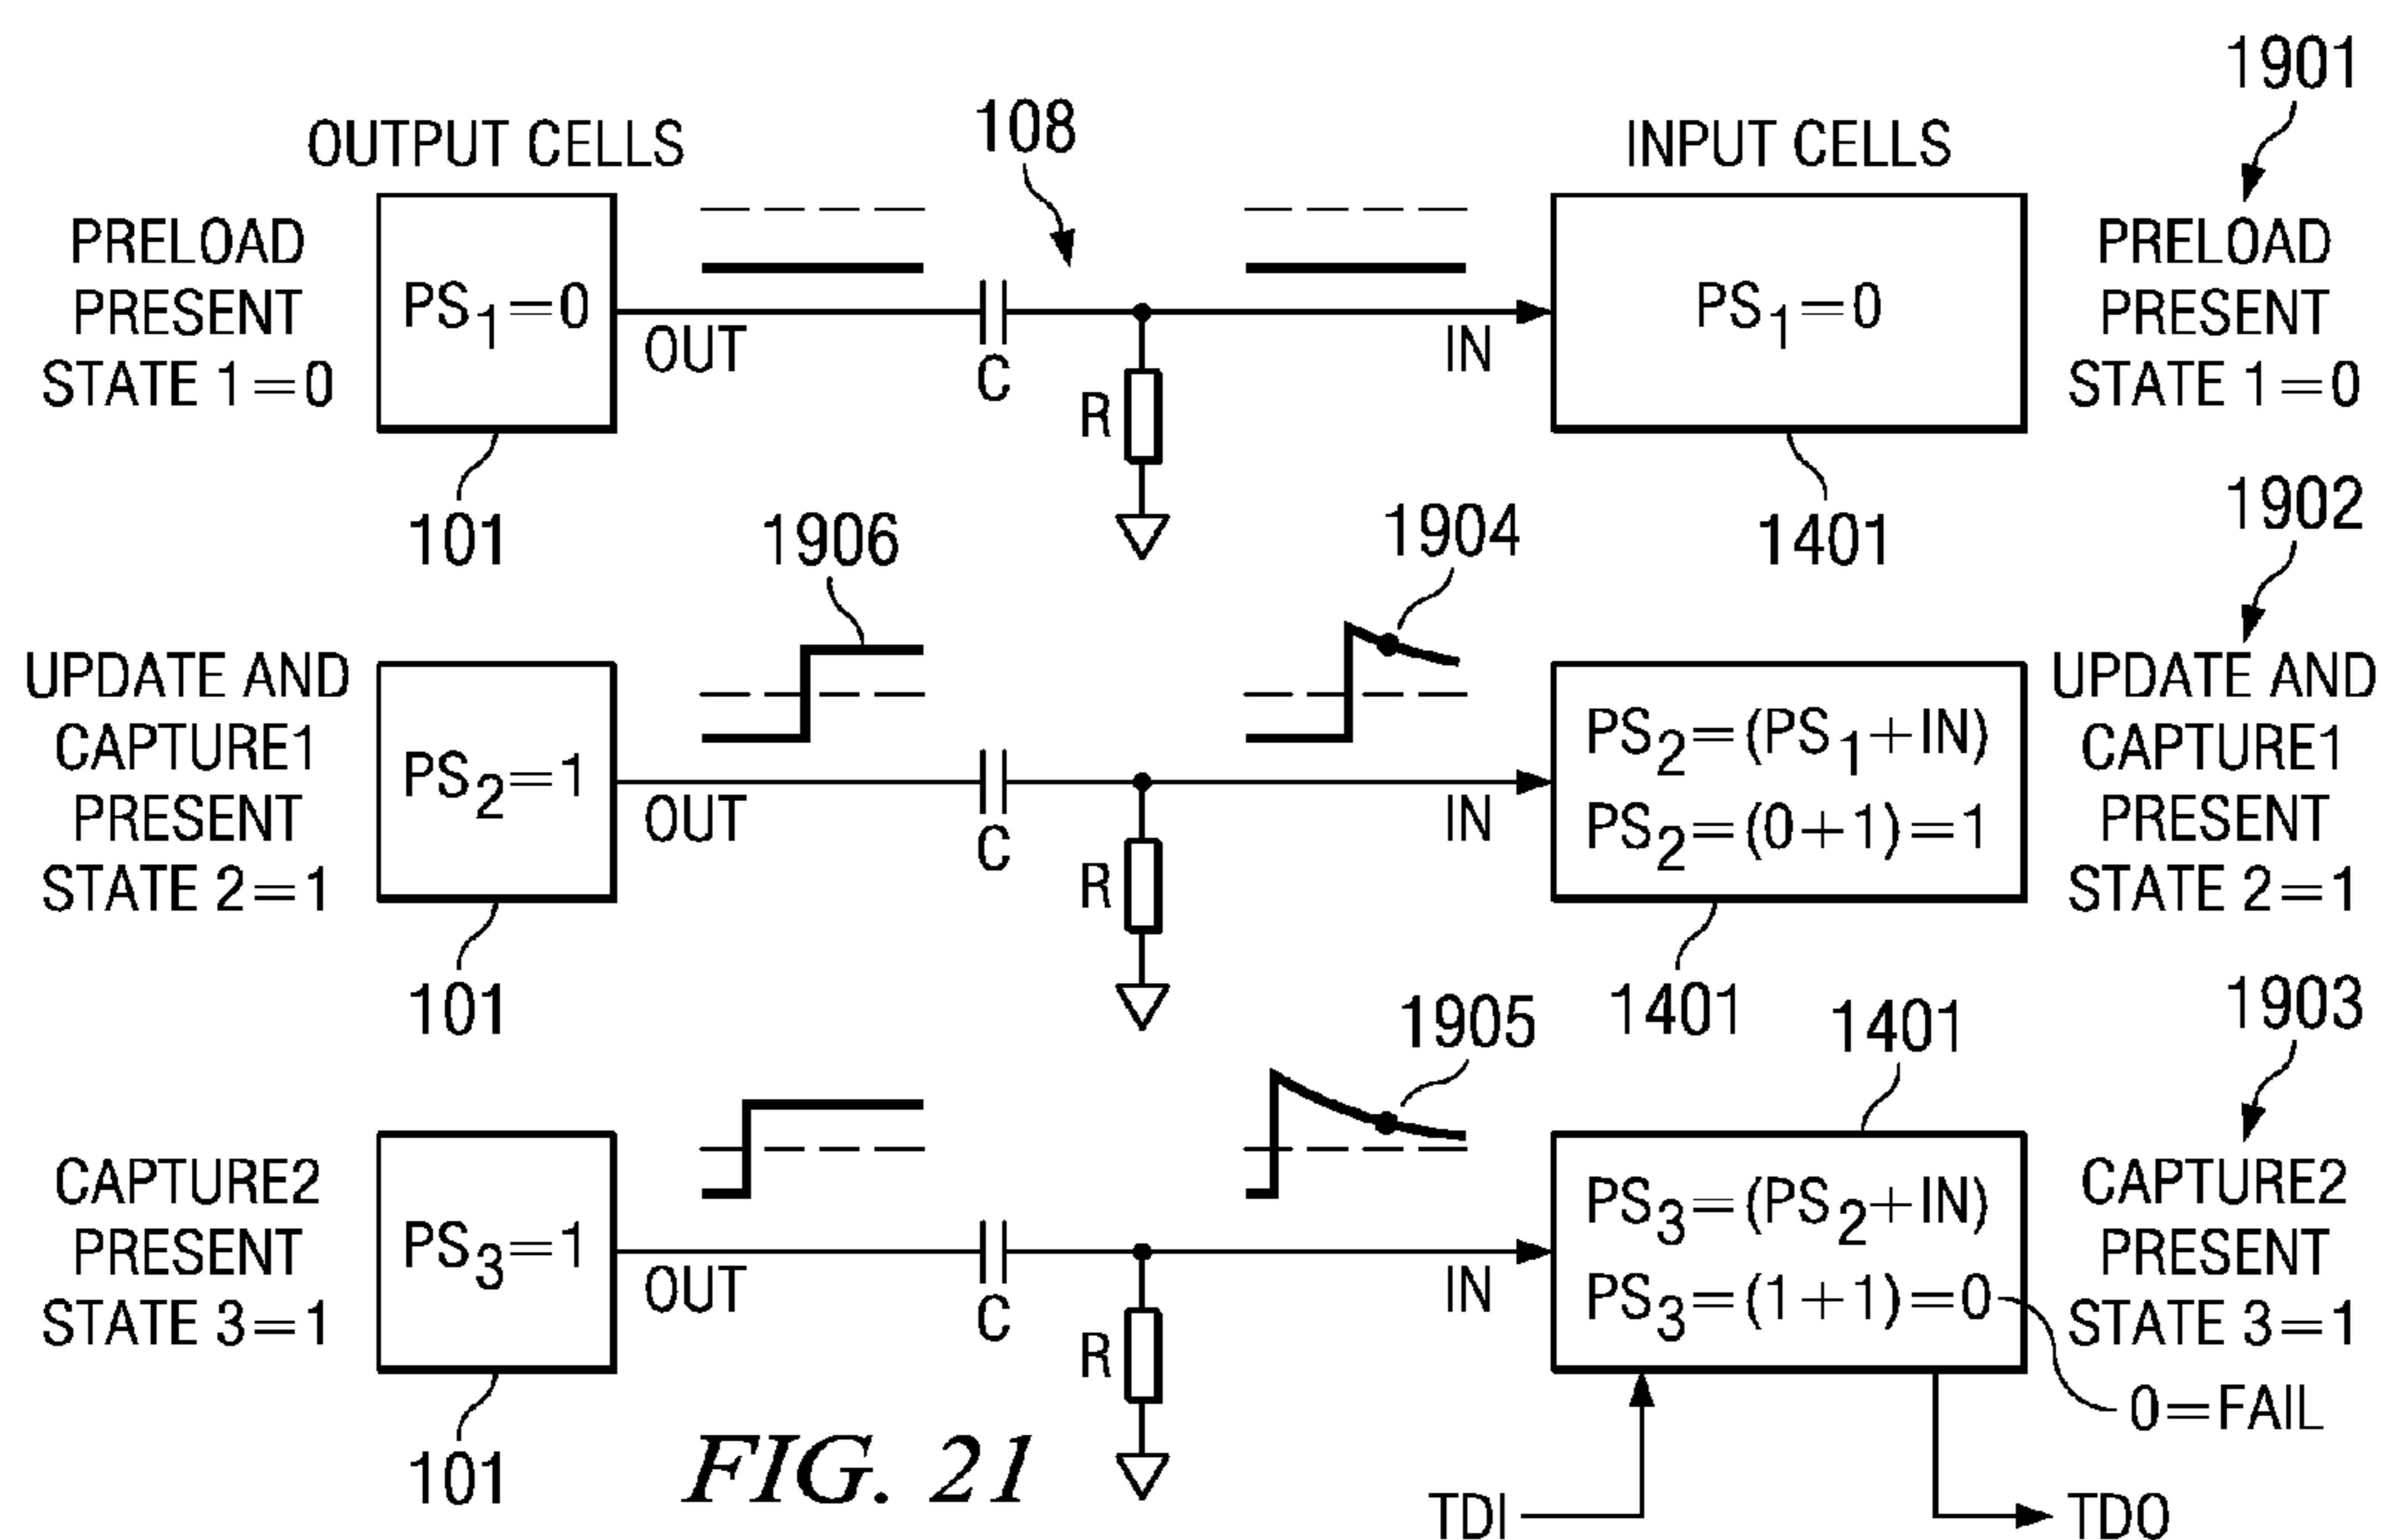 1901
OUTPUT CELLS
108
INPUT CELLS
PRELOAD
PRESENT
STATE 1=0
PS1=0
OUT
C
R
IN
PS1=0
PRELOAD
PRESENT
STATE 1=0
101
1401
1906
1904
1902
UPDATE AND
CAPTURE1
PRESENT
STATE 2=1
PS2=1
OUT
C
R
IN
PS2=(PS1+IN)
PS2=(0+1)=1
UPDATE AND
CAPTURE1
PRESENT
STATE 2=1
101
1401
1905
1401
1903
CAPTURE2
PRESENT
STATE 3=1
PS3=1
OUT
C
R
IN
PS3=(PS2+IN)
PS3=(1+1)=0
CAPTURE2
PRESENT
STATE 3=1
0=FAIL
101
FIG. 21
TDI
TDO